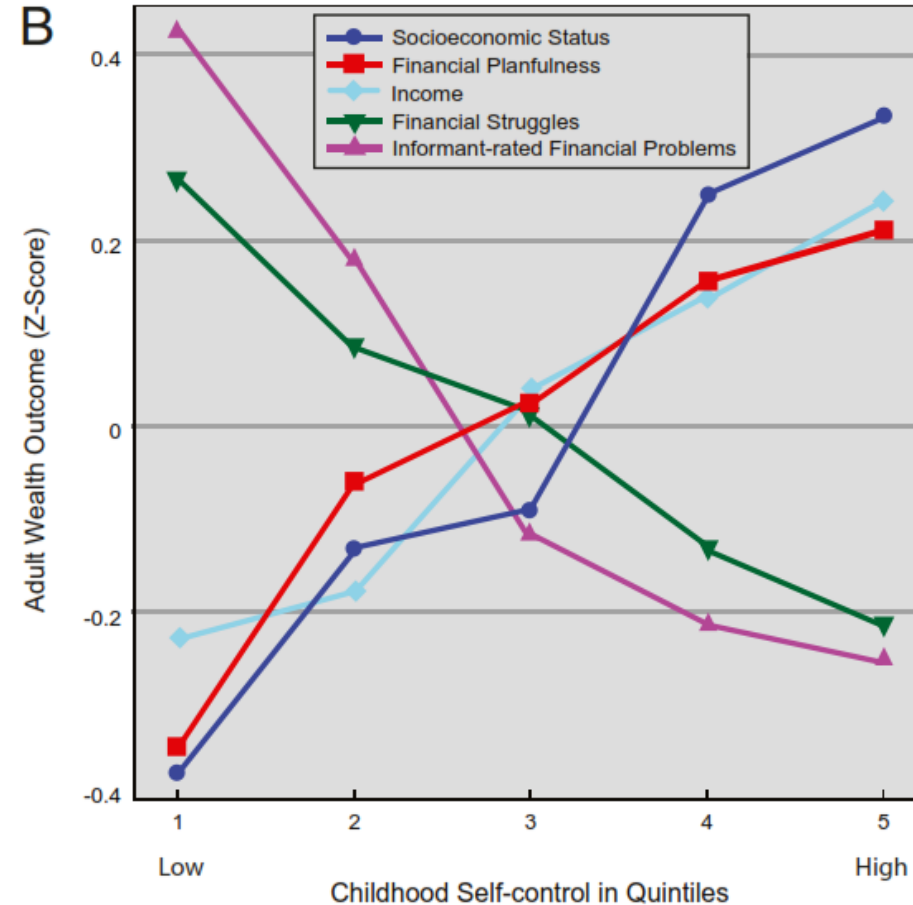 B
Socioeconomic Status
Financial Planfulness
Income
Financial Struggles
Informant-rated Financial Problems
Adult Wealth Outcome (Z-Score)
0.4
0.2
0
-0.2
-0.4
1 2 3 4 5
Low High
Childhood Self-control in Quintiles